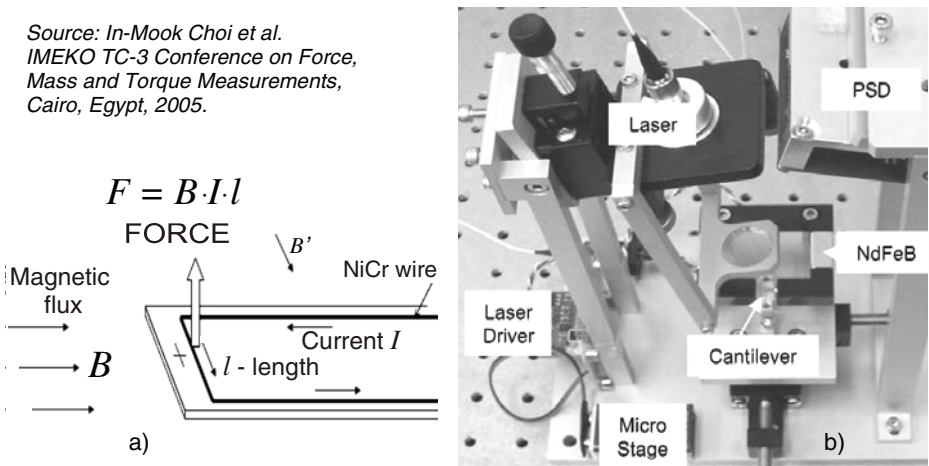 Source: In-Mook Choi et al.
IMEKO TC-3 Conference on Force,
Mass and Torque Measurements,
Cairo, Egypt, 2005.
F = B·I·l
FORCE
B'
Magnetic
flux
NiCr wire
Current I
B
l - length
a)
Laser
PSD
NdFeB
Laser
Driver
Cantilever
Micro
Stage
b)